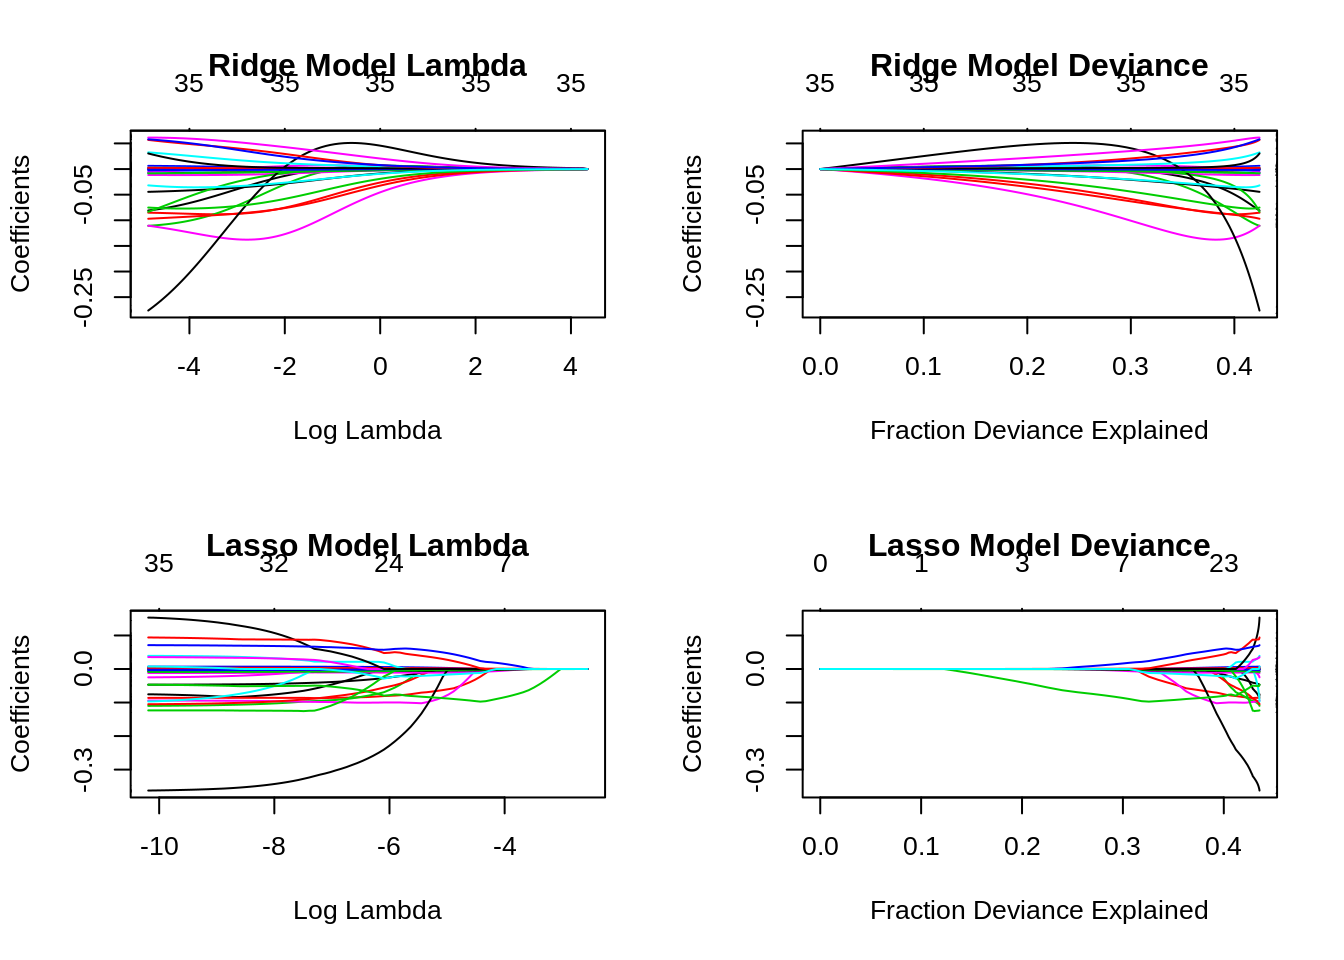 Ridge Model Lambda
35 35 35 35 35
Coefficients
-0.05
-0.25
-4 -2 0 2 4
Log Lambda
Ridge Model Deviance
35 35 35 35 35
Coefficients
-0.05
-0.25
0.0 0.1 0.2 0.3 0.4
Fraction Deviance Explained
Lasso Model Lambda
35 32 24 7
Coefficients
0.0
-0.3
-10 -8 -6 -4
Log Lambda
Lasso Model Deviance
0 1 3 7 23
Coefficients
0.0
-0.3
0.0 0.1 0.2 0.3 0.4
Fraction Deviance Explained